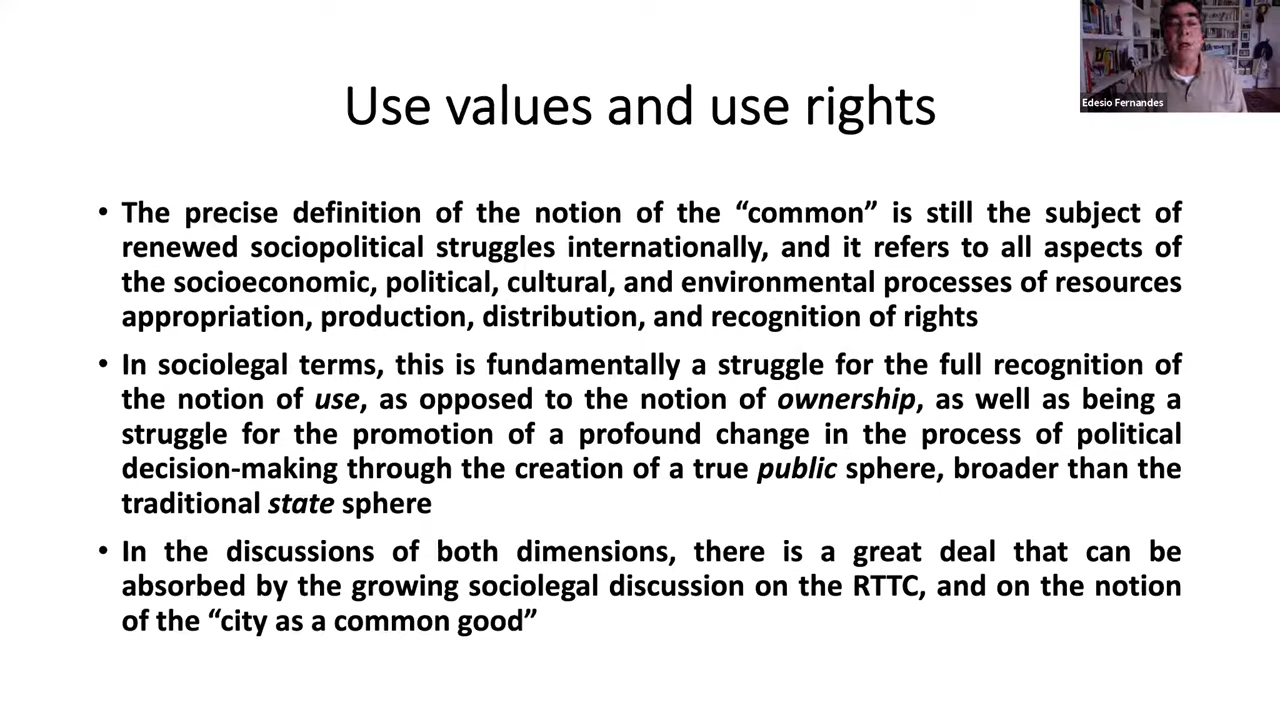 Edesio Fernandes
Use values and use rights
• The precise definition of the notion of the “common” is still the subject of
renewed sociopolitical struggles internationally, and it refers to all aspects of
the socioeconomic, political, cultural, and environmental processes of resources
appropriation, production, distribution, and recognition of rights
• In sociolegal terms, this is fundamentally a struggle for the full recognition of
the notion of use, as opposed to the notion of ownership, as well as being a
struggle for the promotion of a profound change in the process of political
decision-making through the creation of a true public sphere, broader than the
traditional state sphere
• In the discussions of both dimensions, there is a great deal that can be
absorbed by the growing sociolegal discussion on the RTTC, and on the notion
of the “city as a common good”